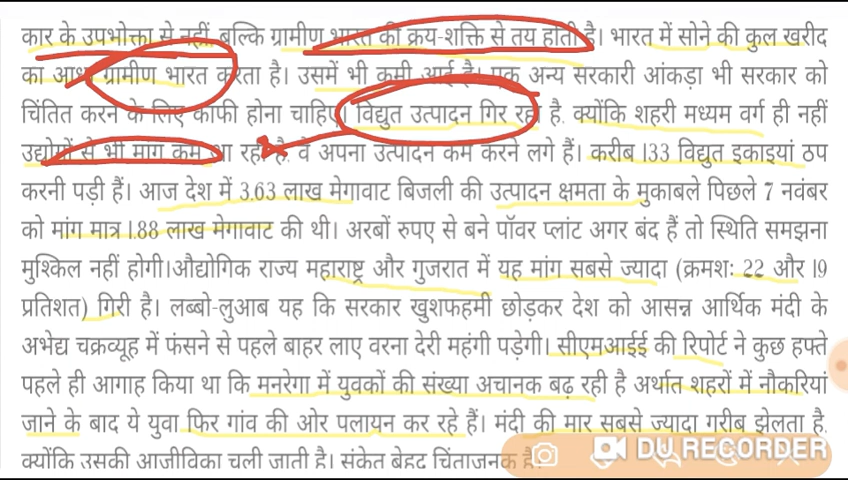 कार के उपभोक्ता से नहीं बल्कि ग्रामीण भारत की क्रय-शक्ति से तय होती है। भारत में सोने की कुल खरीद
का आधा ग्रामीण भारत करता है। उसमें भी कमी आई है। एक अन्य सरकारी आंकड़ा भी सरकार को
चिंतित करने के लिए काफी होना चाहिए। विद्युत उत्पादन गिर रहा है. क्योंकि शहरी मध्यम वर्ग ही नहीं
उद्योगों से भी मांग कम आ रही है. वे अपना उत्पादन कम करने लगे हैं। करीब 133 विद्युत इकाइयां ठप
करनी पड़ी हैं। आज देश में 3.63 लाख मेगावाट बिजली की उत्पादन क्षमता के मुकाबले पिछले 7 नवंबर
को मांग मात्र 1.88 लाख मेगावाट की थी। अरबों रुपए से बने पॉवर प्लांट अगर बंद हैं तो स्थिति समझना
मुश्किल नहीं होगी।औद्योगिक राज्य महाराष्ट्र और गुजरात में यह मांग सबसे ज्यादा (क्रमशः 22 और 19
प्रतिशत) गिरी है। लब्बो-लुआब यह कि सरकार खुशफहमी छोड़कर देश को आसन्न आर्थिक मंदी के
अभेद्य चक्रव्यूह में फंसने से पहले बाहर लाए वरना देरी महंगी पड़ेगी। सीएमआईई की रिपोर्ट ने कुछ हफ्ते
पहले ही आगाह किया था कि मनरेगा में युवकों की संख्या अचानक बढ़ रही है अर्थात शहरों में नौकरियां
जाने के बाद ये युवा फिर गांव की ओर पलायन कर रहे हैं। मंदी की मार सबसे ज्यादा गरीब झेलता है.
क्योंकि उसकी आजीविका चली जाती है। संकेत बेहद चिंताजनक है।
DU RECORDER